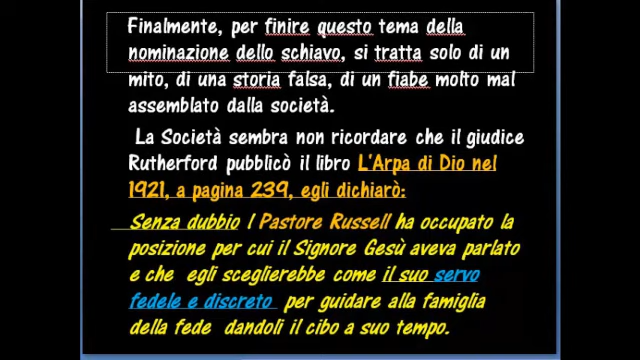 Finalmente, per finire questo tema della
nominazione dello schiavo, si tratta solo di un
mito, di una storia falsa, di un fiabe molto mal
assemblato dalla società.
La Società sembra non ricordare che il giudice
Rutherford pubblicò il libro L'Arpa di Dio nel
1921, a pagina 239, egli dichiarò:
Senza dubbio l Pastore Russell ha occupato la
posizione per cui il Signore Gesù aveva parlato
e che egli sceglierebbe come il suo servo
fedele e discreto per guidare alla famiglia
della fede dandoli il cibo a suo tempo.